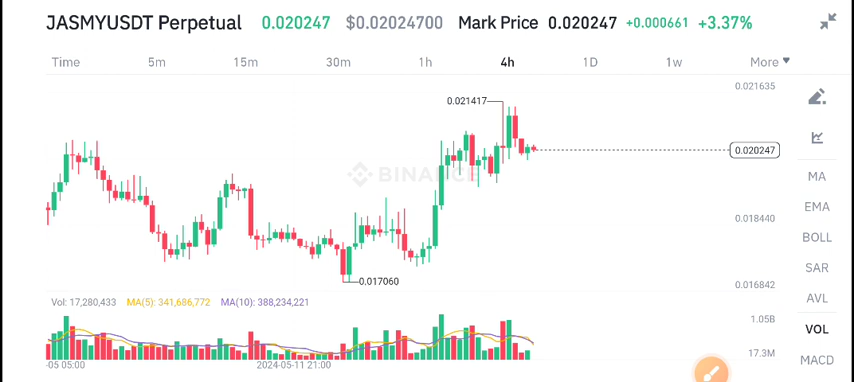 JASMYUSDT Perpetual 0.020247 $0.02024700 Mark Price 0.020247 +0.000661 +3.37%
Time 5m 15m 30m 1h 4h 1D 1w More
0.021635
0.021417
0.020247
BINANCE
MA
EMA
0.018440
BOLL
SAR
0.017060
0.016842
AVL
Vol: 17,280,433 MA(5): 341,686,772 MA(10): 388,234,221
1.05B
VOL
17.3M
MACD
-05 05:00 2024-05-11 21:00